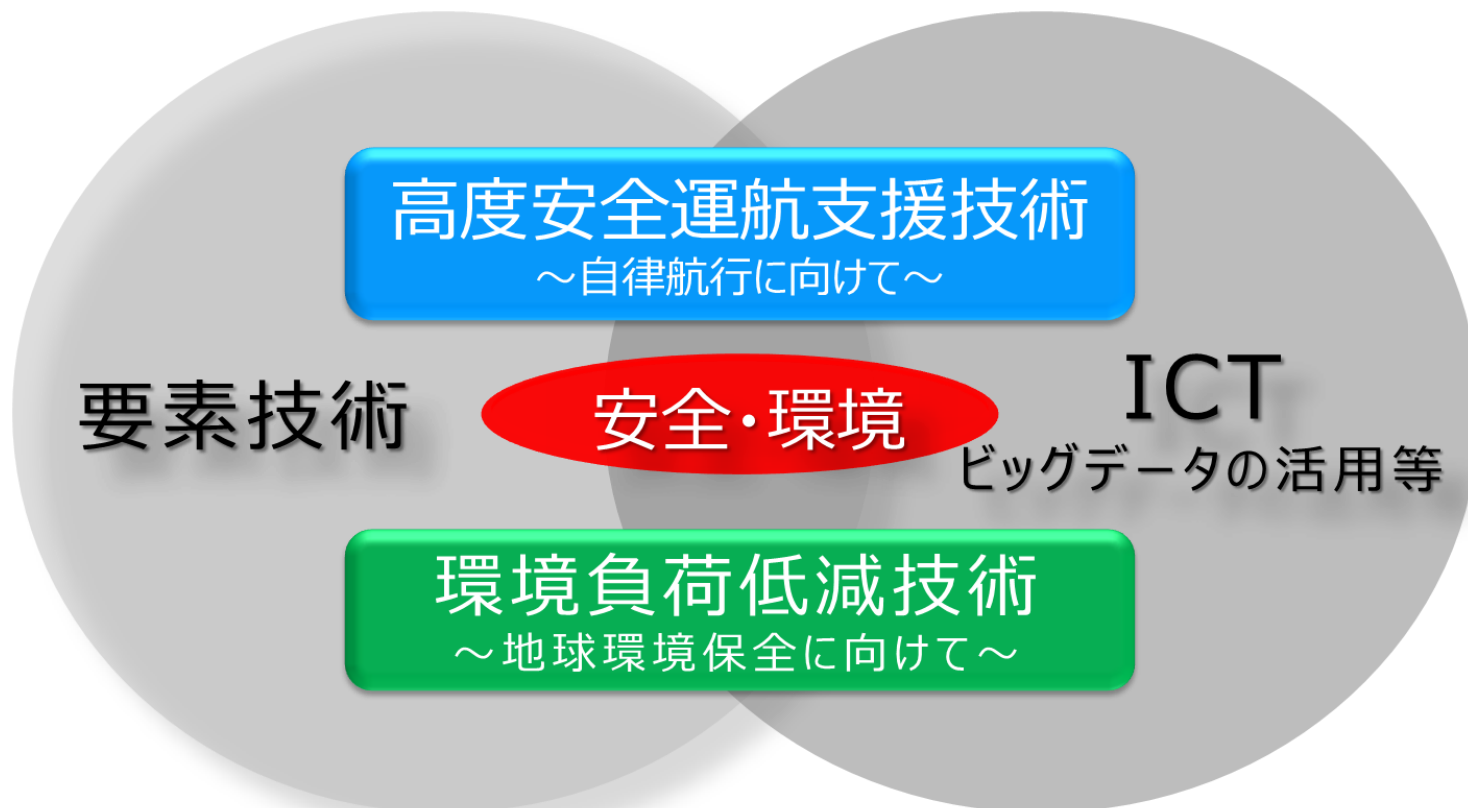 高度安全運航支援技術
～自律航行に向けて～
要素技術
安全・環境
ICT
ビッグデータの活用等
環境負荷低減技術
～地球環境保全に向けて～